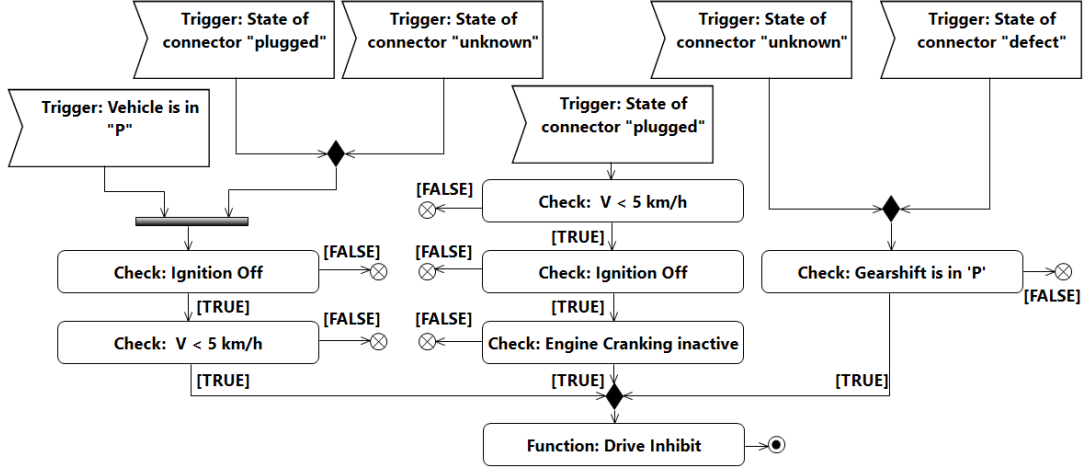 Trigger: State of
connector "plugged"
Trigger: State of
connector "unknown"
Trigger: State of
connector "unknown"
Trigger: State of
connector "defect"
Trigger: Vehicle is in
"P"
Trigger: State of
connector "plugged"
[FALSE]
Check:  V < 5 km/h
[TRUE]
Check: Ignition Off
[FALSE]
[FALSE]
Check: Ignition Off
Check: Gearshift is in 'P'
[FALSE]
[TRUE]
[TRUE]
Check:  V < 5 km/h
[FALSE]
[FALSE]
Check: Engine Cranking inactive
[TRUE]
[TRUE]
[TRUE]
Function: Drive Inhibit